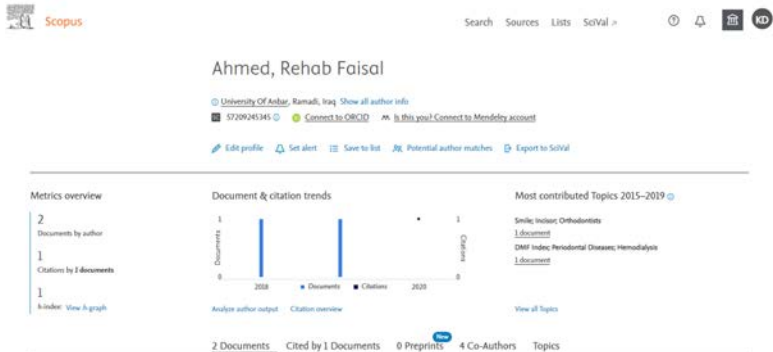 Scopus
Search Sources Lists SciVal
KD
Ahmed, Rehab Faisal
University Of Anbar, Ramadi, Iraq Show all author info
57209245345 Connect to ORCID Is this you? Connect to Mendeley account
Edit profile Set alert Save to list Potential author matches Export to SciVal
Metrics overview
2
Documents by author
1
Citations by 1 documents
1
h-index: View h-graph
Document & citation trends
1
0
Documents
1
0
Citations
2018
2020
Documents Citations
Analyze author output Citation overview
Most contributed Topics 2015–2019
Smile; Incisor; Orthodontists
1 document
DMF Index; Periodontal Diseases; Hemodialysis
1 document
View all Topics
New
2 Documents Cited by 1 Documents 0 Preprints 4 Co-Authors Topics